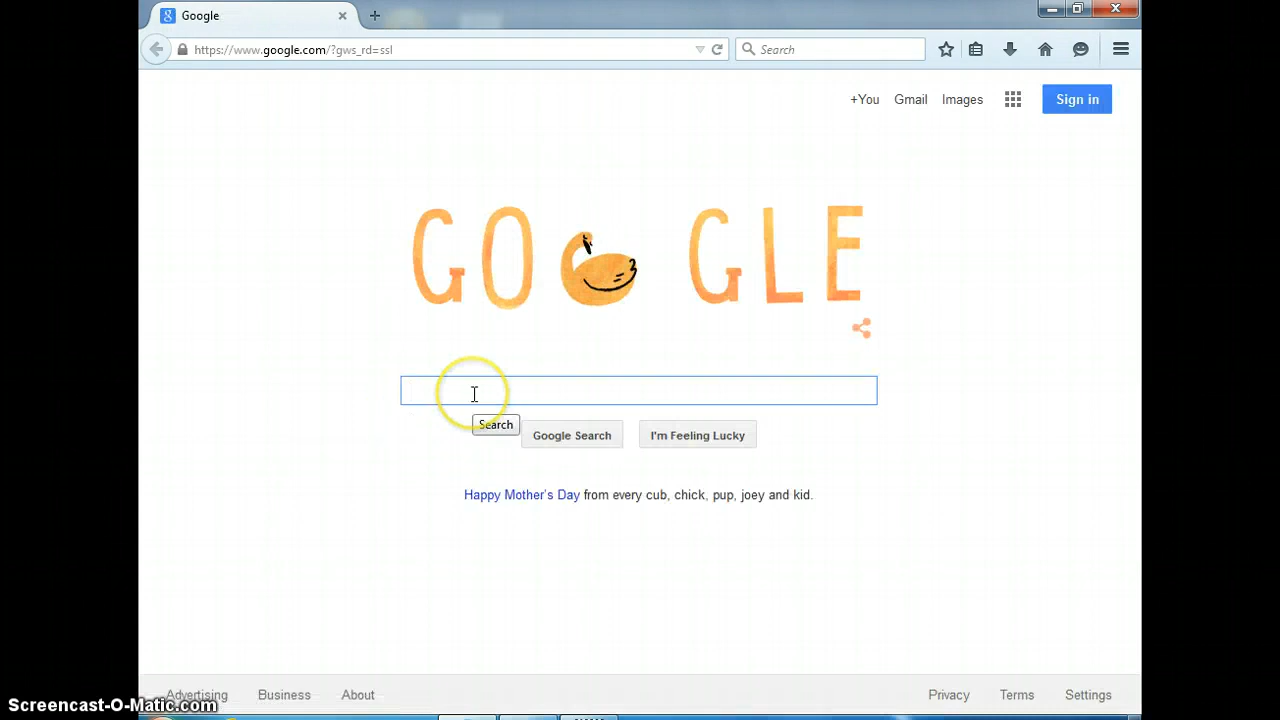 Google
https://www.google.com/?gws_rd=ssl
Search
+You Gmail Images Sign in
GO GLE
Search
Google Search I'm Feeling Lucky
Happy Mother's Day from every cub, chick, pup, joey and kid.
Advertising Business About Privacy Terms Settings
Screencast-O-Matic.com